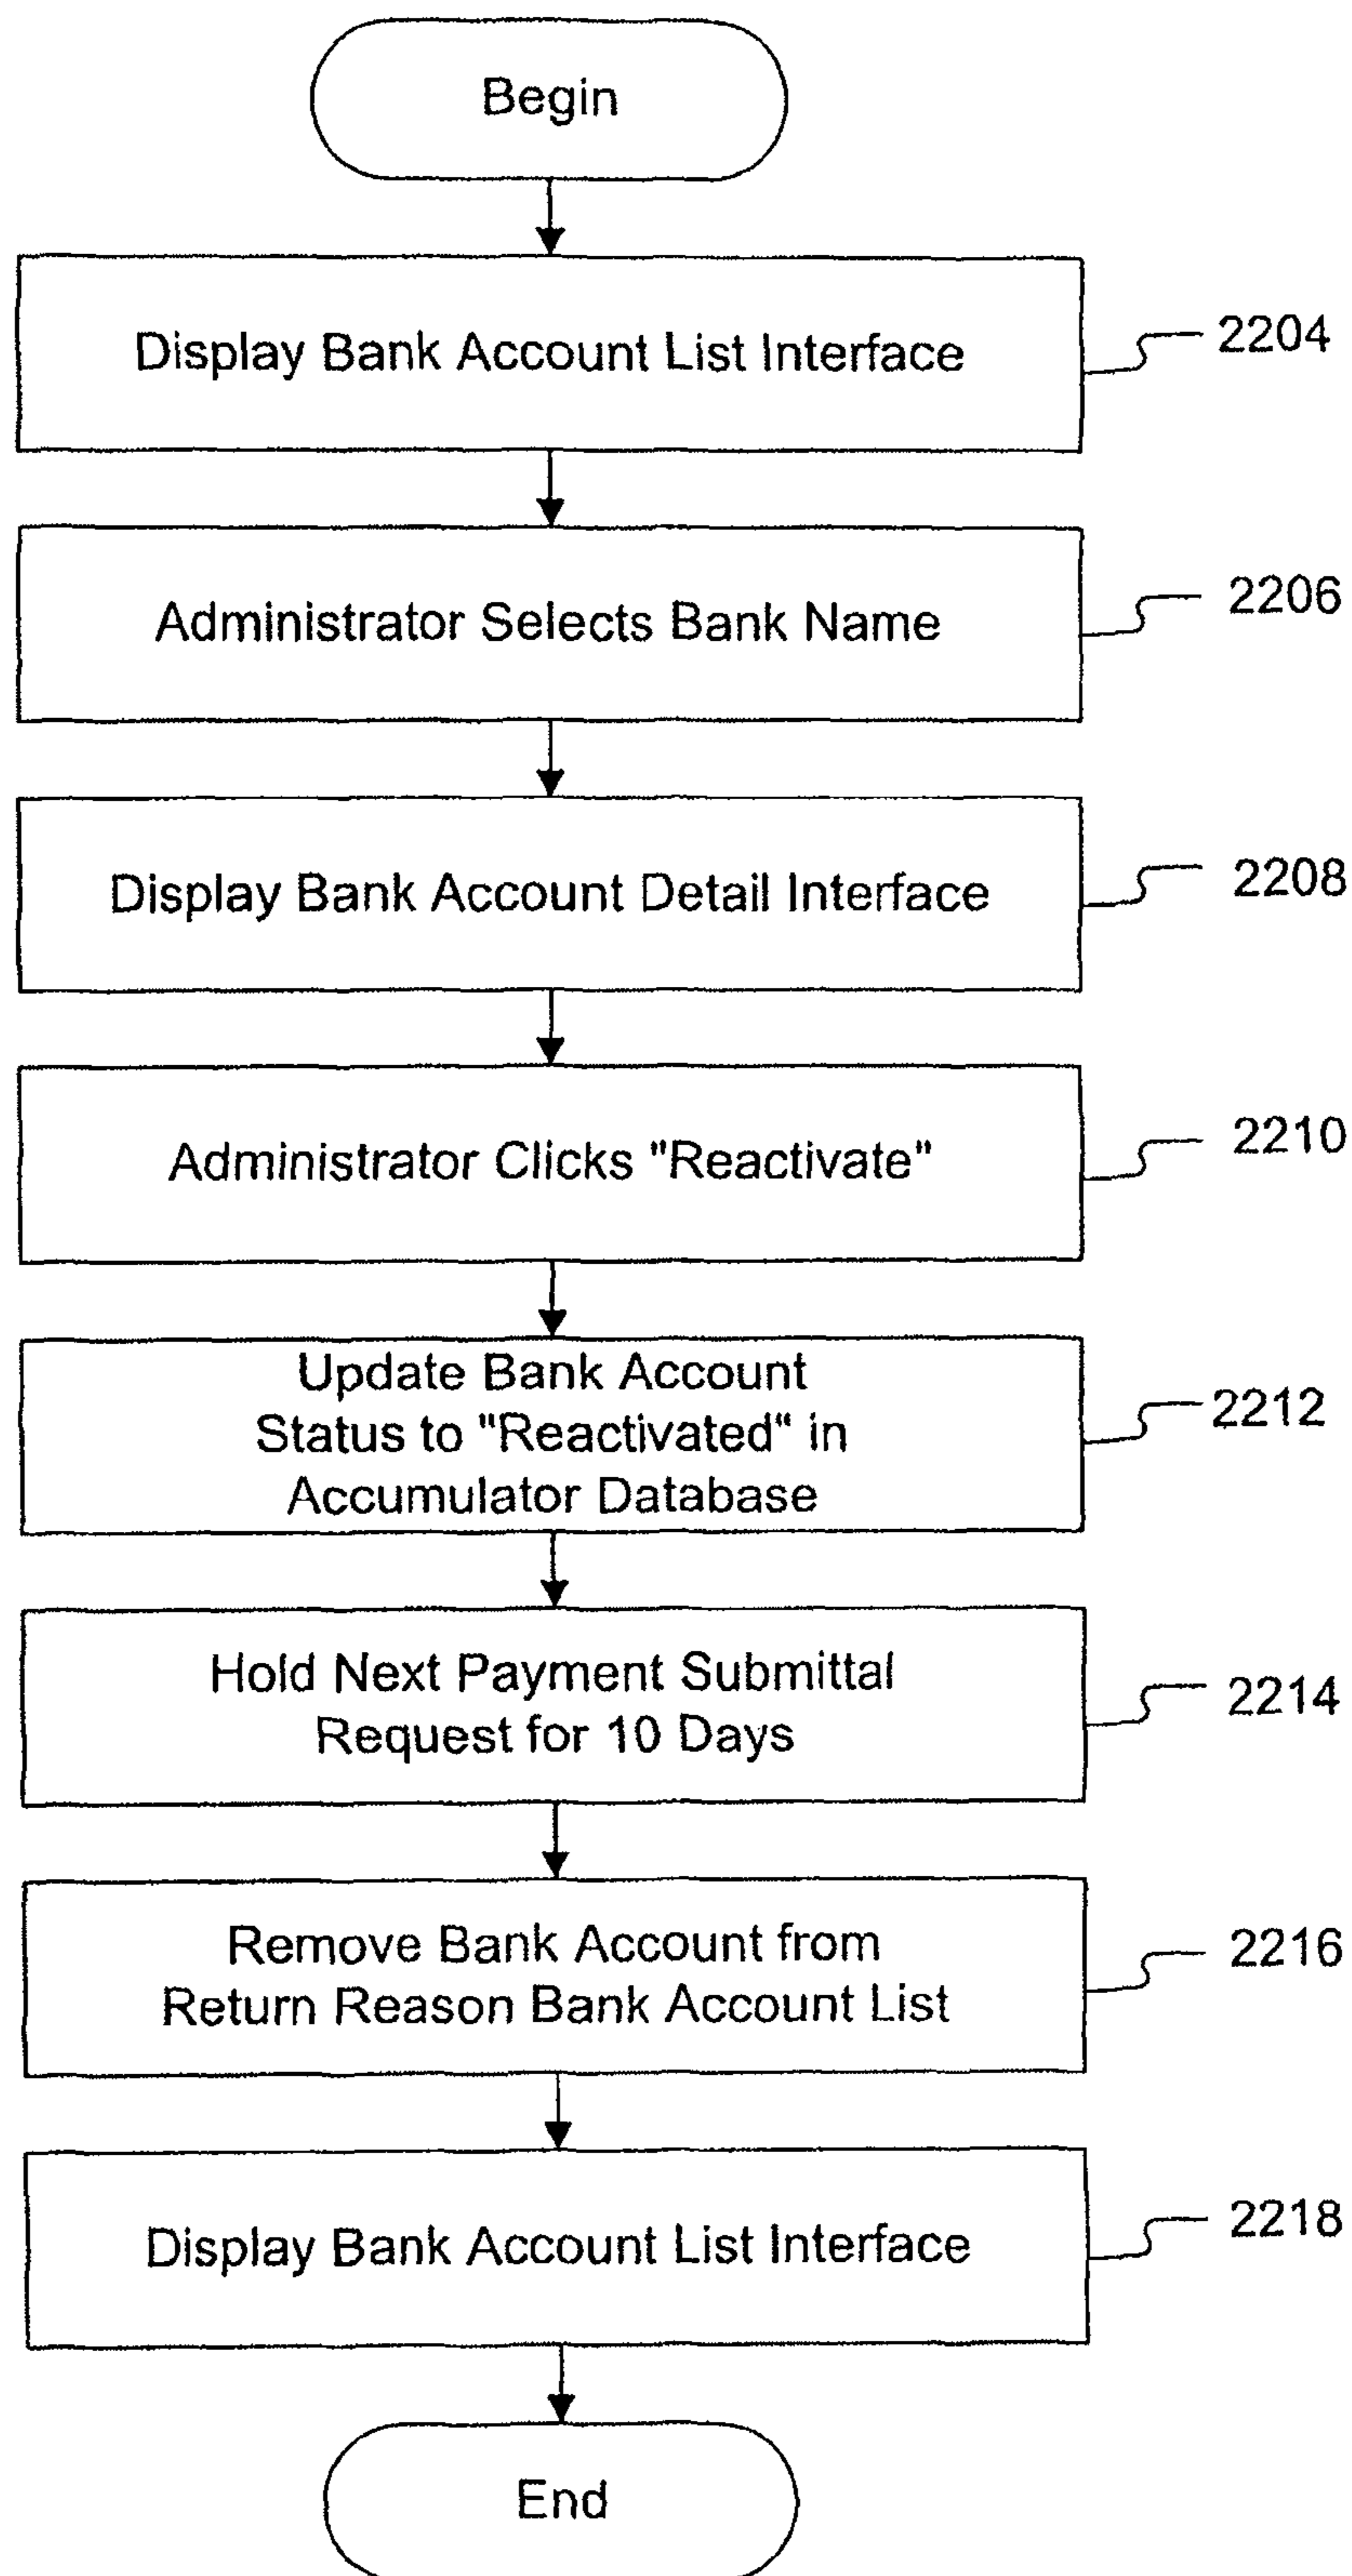 Begin
Display Bank Account List Interface
2204
Administrator Selects Bank Name
2206
Display Bank Account Detail Interface
2208
Administrator Clicks "Reactivate"
2210
Update Bank Account
Status to "Reactivated" in
Accumulator Database
2212
Hold Next Payment Submittal
Request for 10 Days
2214
Remove Bank Account from
Return Reason Bank Account List
2216
Display Bank Account List Interface
2218
End